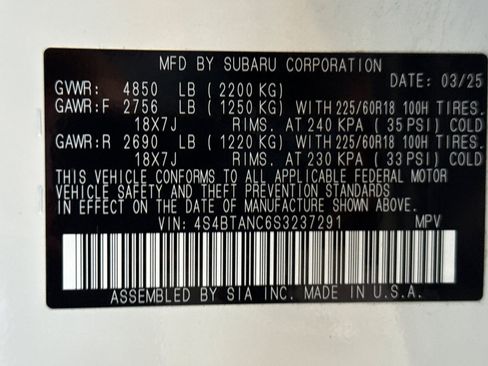 MFD BY SUBARU CORPORATION
DATE: 03/25
GVWR: 4850 LB ( 2200 KG)
GAWR:F 2756 LB ( 1250 KG) WITH 225/60R18 100H TIRES.
18X7J RIMS. AT 240 KPA ( 35 PSI) COLD
GAWR:R 2690 LB ( 1220 KG) WITH 225/60R18 100H TIRES.
18X7J RIMS. AT 230 KPA ( 33 PSI) COLD
THIS VEHICLE CONFORMS TO ALL APPLICABLE FEDERAL MOTOR
VEHICLE SAFETY AND THEFT PREVENTION STANDARDS
IN EFFECT ON THE DATE OF MANUFACTURE SHOWN ABOVE.
VIN: 4S4BTANC6S3237291 MPV
ASSEMBLED BY SIA INC. MADE IN U.S.A.